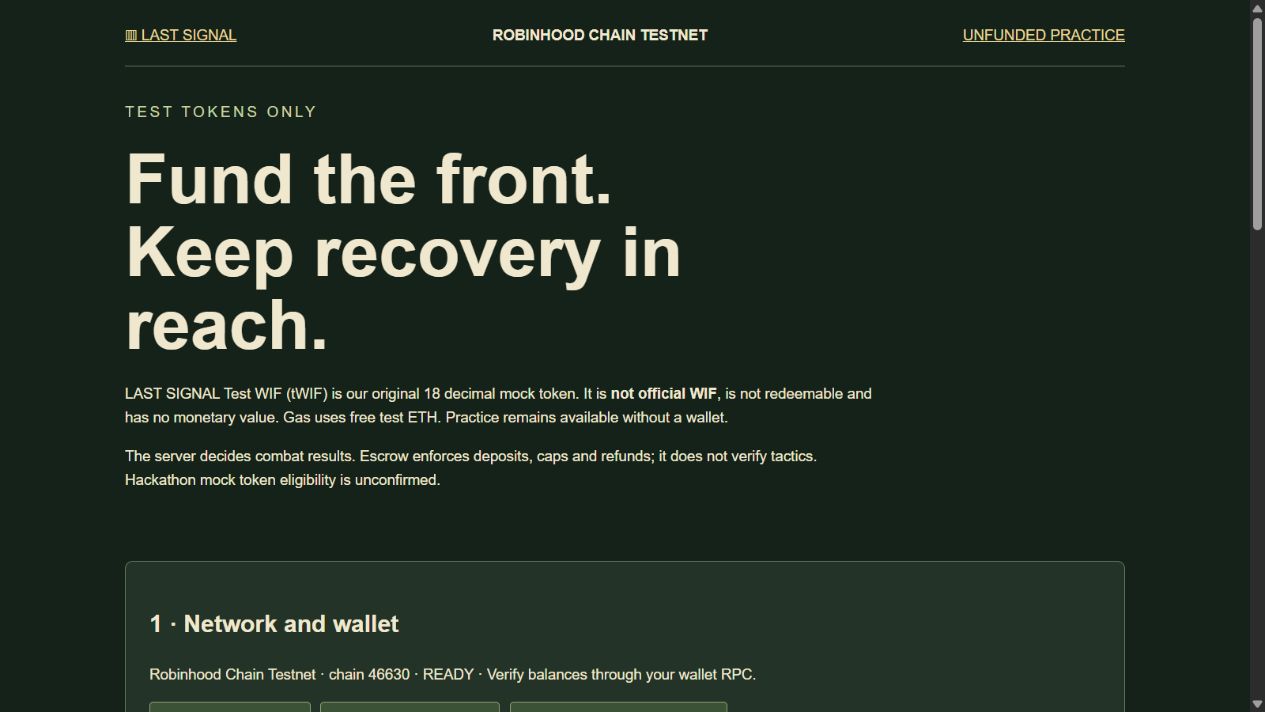 ▥ LAST SIGNAL
ROBINHOOD CHAIN TESTNET
UNFUNDED PRACTICE
TEST TOKENS ONLY
Fund the front.
Keep recovery in
reach.
LAST SIGNAL Test WIF (tWIF) is our original 18 decimal mock token. It is not official WIF, is not redeemable and
has no monetary value. Gas uses free test ETH. Practice remains available without a wallet.
The server decides combat results. Escrow enforces deposits, caps and refunds; it does not verify tactics.
Hackathon mock token eligibility is unconfirmed.
1 · Network and wallet
Robinhood Chain Testnet · chain 46630 · READY · Verify balances through your wallet RPC.